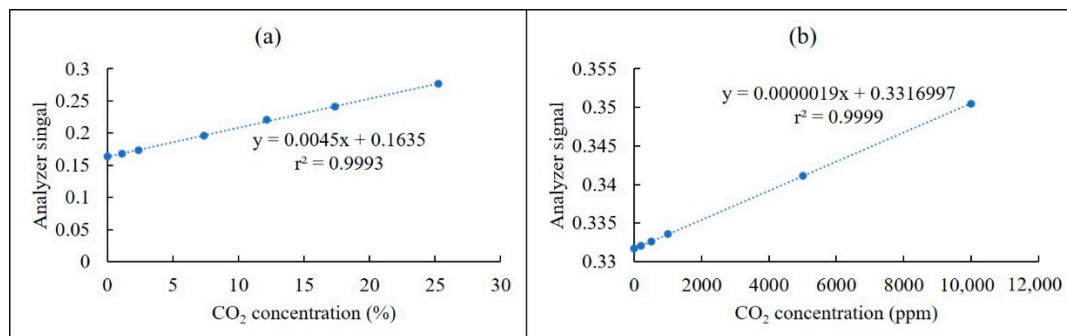 (a)
0.3
0.25
0.2
0.15
0.1
0.05
0
Analyzer singal
y = 0.0045x + 0.1635
r² = 0.9993
0 5 10 15 20 25 30
CO₂ concentration (%)
(b)
0.355
0.35
0.345
0.34
0.335
0.33
Analyzer signal
y = 0.0000019x + 0.3316997
r² = 0.9999
0 2000 4000 6000 8000 10,000 12,000
CO₂ concentration (ppm)